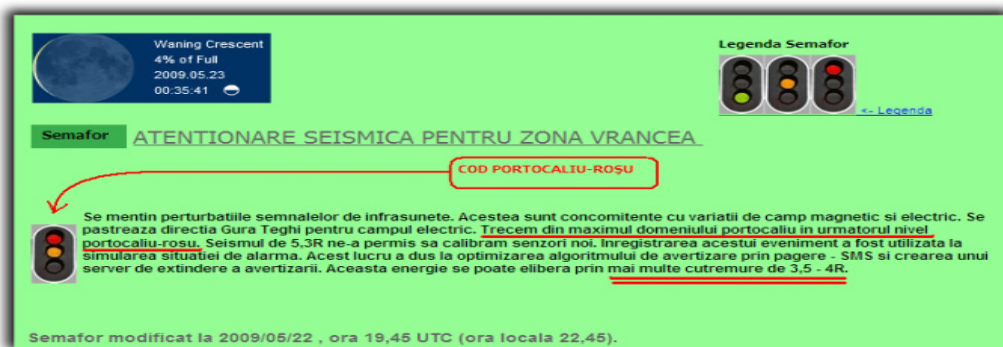 Waning Crescent
4% of Full
2009.05.23
00:35:41
Legenda Semafor
<- Legenda
Semafor ATENTIONARE SEISMICA PENTRU ZONA VRANCEA
COD PORTOCALIU-ROŞU
Se mentin perturbatiile semnalelor de infrasunete. Acestea sunt concomitente cu variatii de camp magnetic si electric. Se
pastreaza directia Gura Teghi pentru campul electric. Trecem din maximul domeniului portocaliu in urmatorul nivel
portocaliu-rosu. Seismul de 5,3R ne-a permis sa calibram senzori noi. Inregistrarea acestui eveniment a fost utilizata la
simularea situatiei de alarma. Acest lucru a dus la optimizarea algoritmului de avertizare prin pagere - SMS si crearea unui
server de extindere a avertizarii. Aceasta energie se poate elibera prin mai multe cutremure de 3,5 - 4R.
Semafor modificat la 2009/05/22 , ora 19,45 UTC (ora locala 22,45).